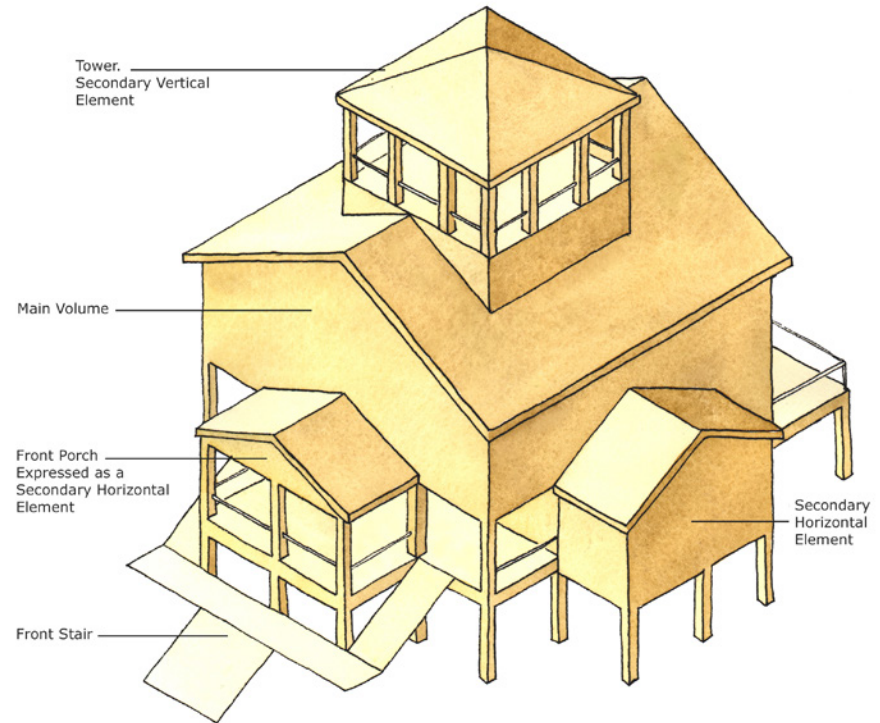 Tower.
Secondary Vertical
Element
Main Volume
Front Porch
Expressed as a
Secondary Horizontal
Element
Secondary
Horizontal
Element
Front Stair